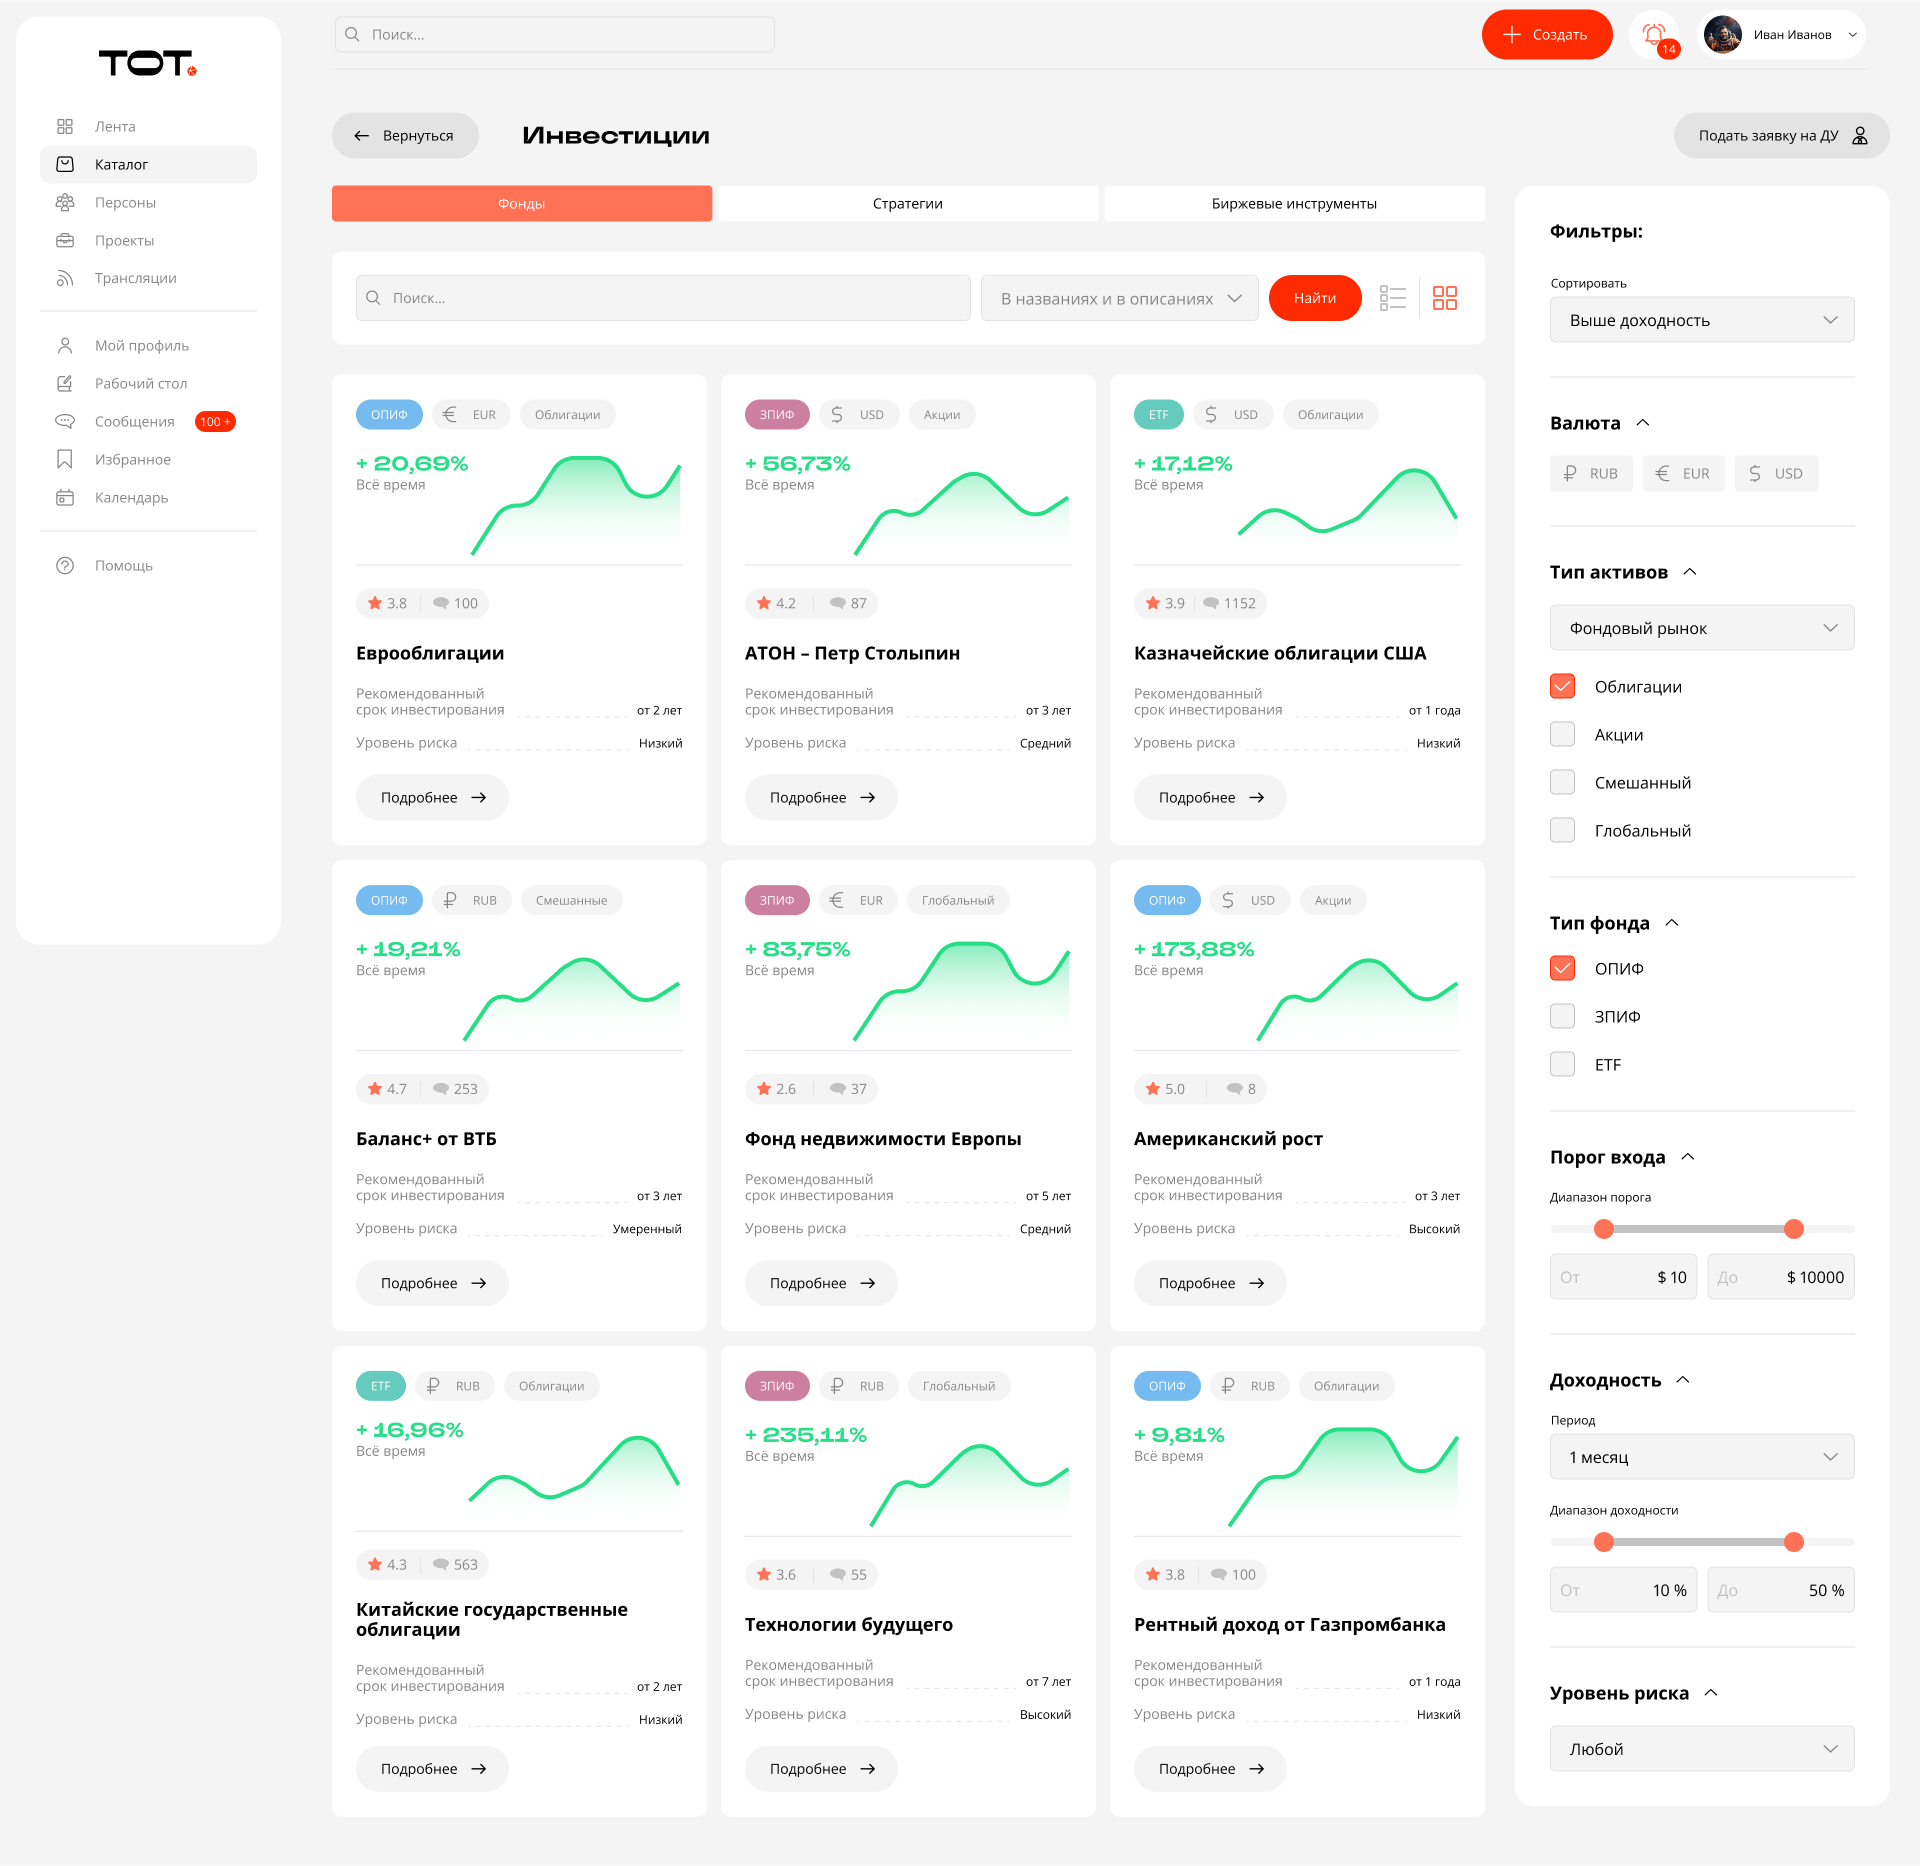 ТОТ.
Лента
Каталог
Персоны
Проекты
Трансляции
Мой профиль
Рабочий стол
Сообщения 100 +
Избранное
Календарь
Помощь
Поиск...
Создать
14
Иван Иванов
Вернуться
Инвестиции
Подать заявку на ДУ
Фонды
Стратегии
Биржевые инструменты
Поиск...
В названиях и в описаниях
Найти
ОПИФ € EUR Облигации
+ 20,69%
Всё время
3.8 100
Еврооблигации
Рекомендованный
срок инвестирования от 2 лет
Уровень риска Низкий
Подробнее
ЗПИФ $ USD Акции
+ 56,73%
Всё время
4.2 87
АТОН – Петр Столыпин
Рекомендованный
срок инвестирования от 3 лет
Уровень риска Средний
Подробнее
ETF $ USD Облигации
+ 17,12%
Всё время
3.9 1152
Казначейские облигации США
Рекомендованный
срок инвестирования от 1 года
Уровень риска Низкий
Подробнее
ОПИФ ₽ RUB Смешанные
+ 19,21%
Всё время
4.7 253
Баланс+ от ВТБ
Рекомендованный
срок инвестирования от 3 лет
Уровень риска Умеренный
Подробнее
ЗПИФ € EUR Глобальный
+ 83,75%
Всё время
2.6 37
Фонд недвижимости Европы
Рекомендованный
срок инвестирования от 5 лет
Уровень риска Средний
Подробнее
ОПИФ $ USD Акции
+ 173,88%
Всё время
5.0 8
Американский рост
Рекомендованный
срок инвестирования от 3 лет
Уровень риска Высокий
Подробнее
ETF ₽ RUB Облигации
+ 16,96%
Всё время
4.3 563
Китайские государственные
облигации
Рекомендованный
срок инвестирования от 2 лет
Уровень риска Низкий
Подробнее
ЗПИФ ₽ RUB Глобальный
+ 235,11%
Всё время
3.6 55
Технологии будущего
Рекомендованный
срок инвестирования от 7 лет
Уровень риска Высокий
Подробнее
ОПИФ ₽ RUB Облигации
+ 9,81%
Всё время
3.8 100
Рентный доход от Газпромбанка
Рекомендованный
срок инвестирования от 1 года
Уровень риска Низкий
Подробнее
Фильтры:
Сортировать
Выше доходность
Валюта
₽ RUB € EUR $ USD
Тип активов
Фондовый рынок
Облигации
Акции
Смешанный
Глобальный
Тип фонда
ОПИФ
ЗПИФ
ETF
Порог входа
Диапазон порога
От $ 10 До $ 10000
Доходность
Период
1 месяц
Диапазон доходности
От 10 % До 50 %
Уровень риска
Любой